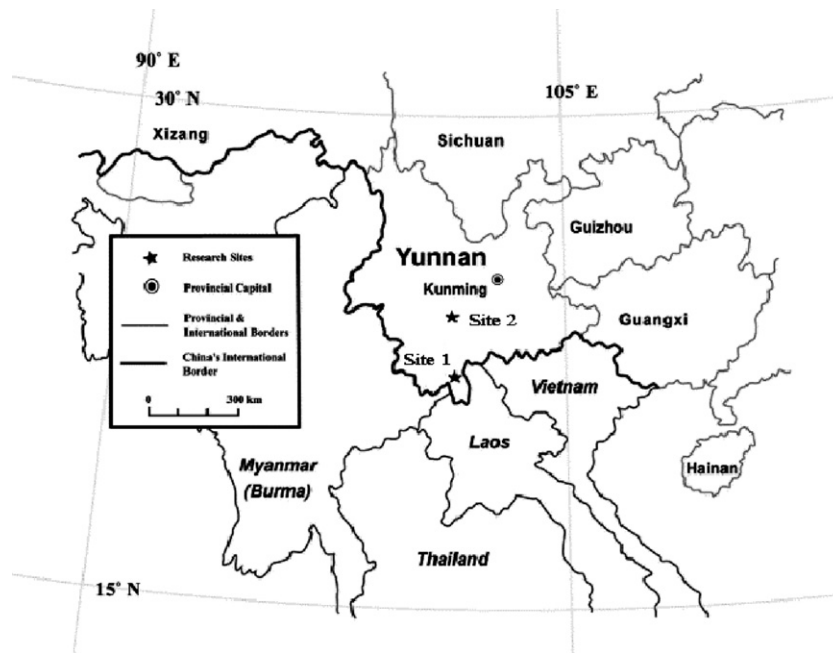 90° E
30° N
105° E
Xizang
Sichuan
Guizhou
Yunnan
Kunming
Research Sites
Provincial Capital
Provincial &
International Borders
China's International
Border
0 300 km
Site 2
Guangxi
Site 1
Vietnam
Laos
Hainan
Myanmar
(Burma)
Thailand
15° N